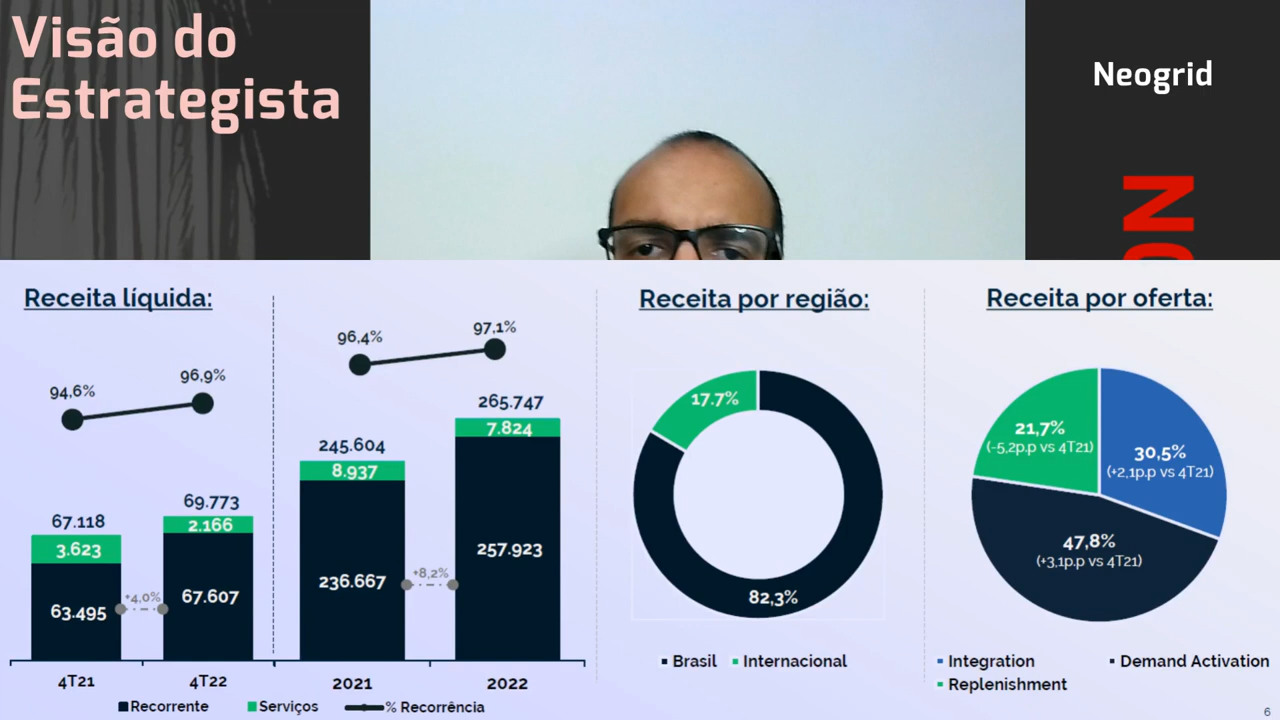 Visão do
Estrategista
Neogrid
NO
Receita líquida:
94,6%
96,9%
96,4%
97,1%
67.118
3.623
63.495
+4,0%
69.773
2.166
67.607
245.604
8.937
236.667
+8,2%
265.747
7.824
257.923
4T21
4T22
2021
2022
Recorrente
Serviços
% Recorrência
Receita por região:
17.7%
82,3%
Brasil
Internacional
Receita por oferta:
21,7%
(-5,2p.p vs 4T21)
30,5%
(+2,1p.p vs 4T21)
47,8%
(+3,1p.p vs 4T21)
Integration
Demand Activation
Replenishment
6